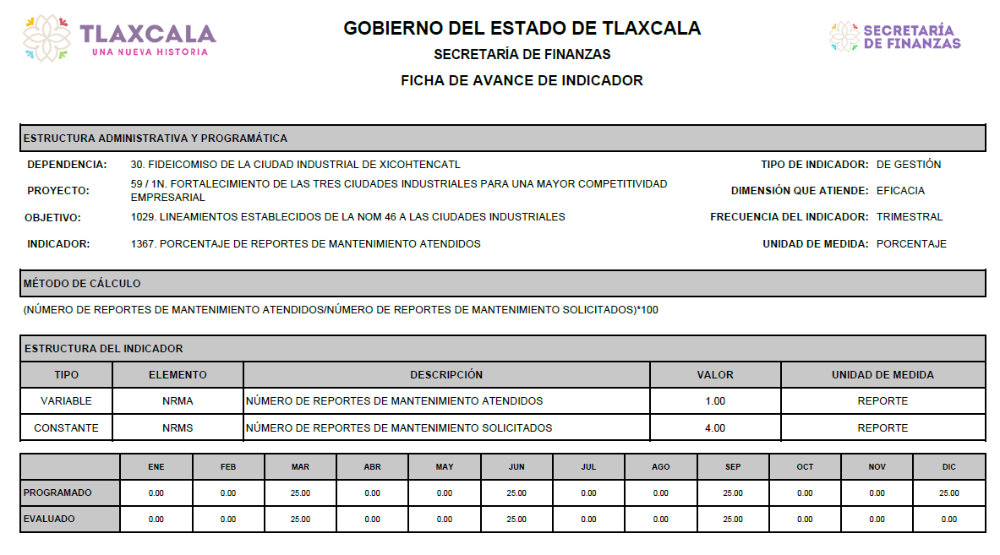 TLAXCALA
UNA NUEVA HISTORIA
GOBIERNO DEL ESTADO DE TLAXCALA
SECRETARÍA DE FINANZAS
FICHA DE AVANCE DE INDICADOR
SECRETARÍA
DE FINANZAS
ESTRUCTURA ADMINISTRATIVA Y PROGRAMÁTICA
DEPENDENCIA: 30. FIDEICOMISO DE LA CIUDAD INDUSTRIAL DE XICOHTENCATL TIPO DE INDICADOR: DE GESTIÓN
PROYECTO: 59 / 1N. FORTALECIMIENTO DE LAS TRES CIUDADES INDUSTRIALES PARA UNA MAYOR COMPETITIVIDAD
EMPRESARIAL
DIMENSIÓN QUE ATIENDE: EFICACIA
OBJETIVO: 1029. LINEAMIENTOS ESTABLECIDOS DE LA NOM 46 A LAS CIUDADES INDUSTRIALES FRECUENCIA DEL INDICADOR: TRIMESTRAL
INDICADOR: 1367. PORCENTAJE DE REPORTES DE MANTENIMIENTO ATENDIDOS UNIDAD DE MEDIDA: PORCENTAJE
MÉTODO DE CÁLCULO
(NÚMERO DE REPORTES DE MANTENIMIENTO ATENDIDOS/NÚMERO DE REPORTES DE MANTENIMIENTO SOLICITADOS)*100
ESTRUCTURA DEL INDICADOR
TIPO ELEMENTO DESCRIPCIÓN VALOR UNIDAD DE MEDIDA
VARIABLE NRMA NÚMERO DE REPORTES DE MANTENIMIENTO ATENDIDOS 1.00 REPORTE
CONSTANTE NRMS NÚMERO DE REPORTES DE MANTENIMIENTO SOLICITADOS 4.00 REPORTE
ENE FEB MAR ABR MAY JUN JUL AGO SEP OCT NOV DIC
PROGRAMADO 0.00 0.00 25.00 0.00 0.00 25.00 0.00 0.00 25.00 0.00 0.00 25.00
EVALUADO 0.00 0.00 25.00 0.00 0.00 25.00 0.00 0.00 25.00 0.00 0.00 0.00